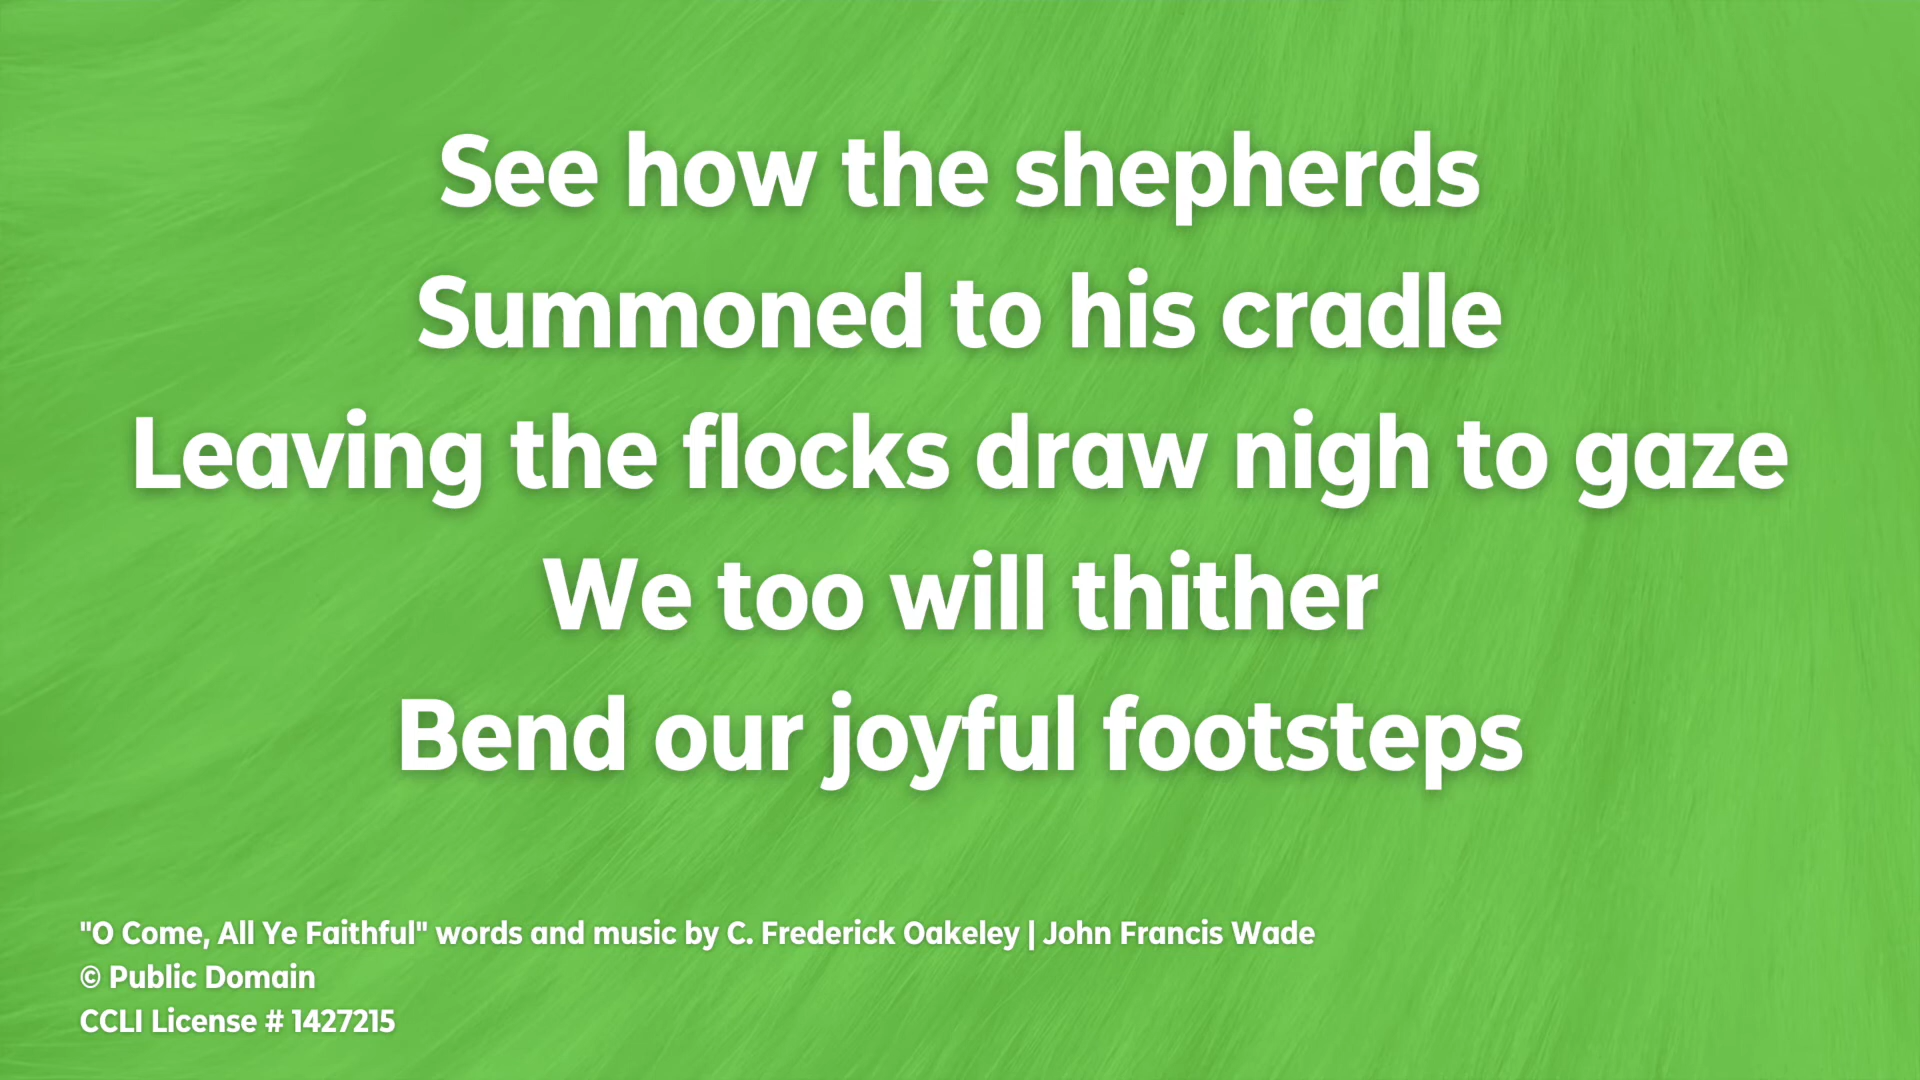 See how the shepherds
Summoned to his cradle
Leaving the flocks draw nigh to gaze
We too will thither
Bend our joyful footsteps
"O Come, All Ye Faithful" words and music by C. Frederick Oakeley | John Francis Wade
© Public Domain
CCLI License # 1427215